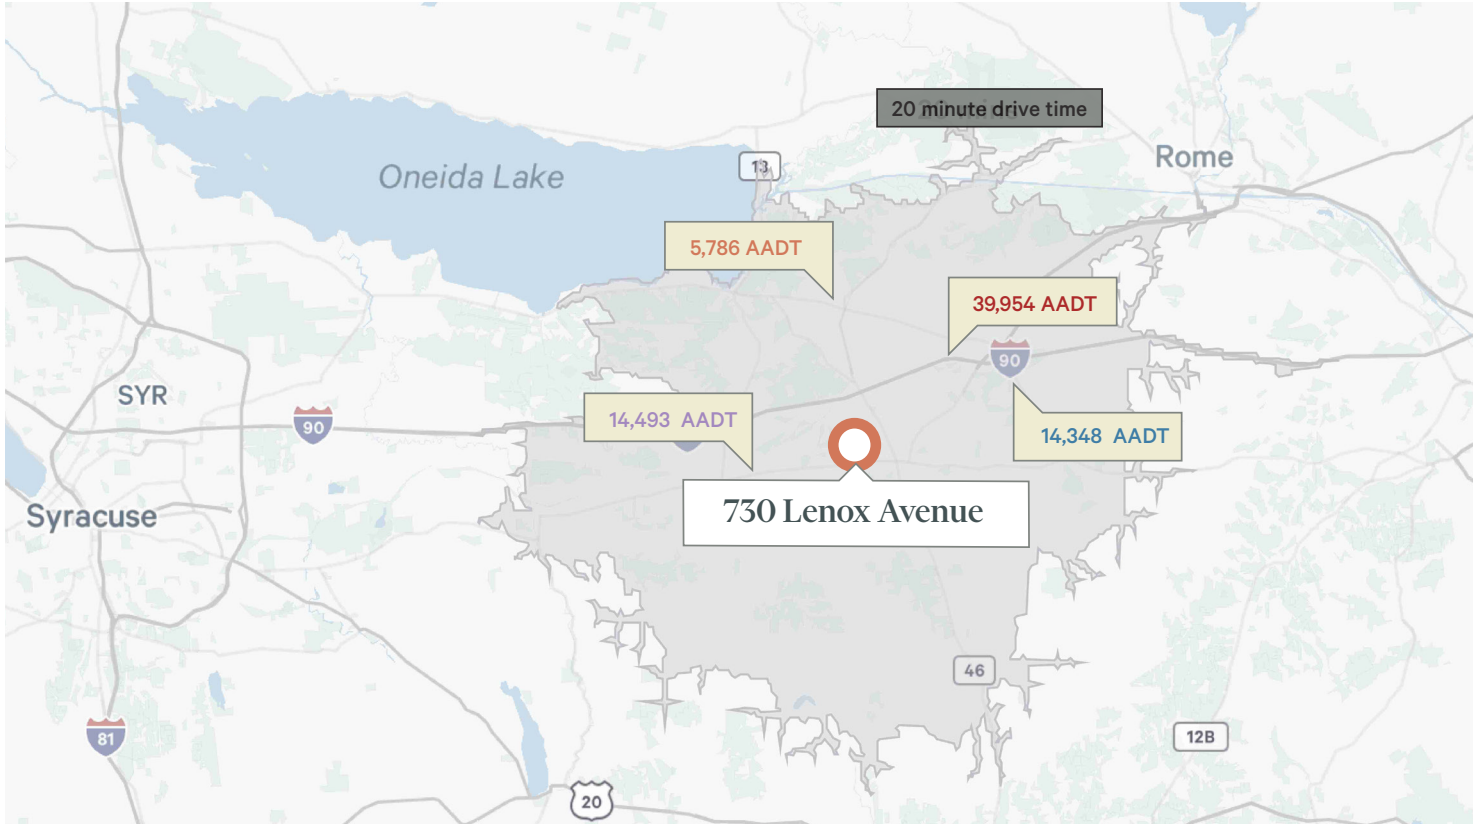 20 minute drive time
Rome
13
Oneida Lake
5,786 AADT
39,954 AADT
90
SYR
90
14,493 AADT
14,348 AADT
730 Lenox Avenue
Syracuse
46
81
12B
20